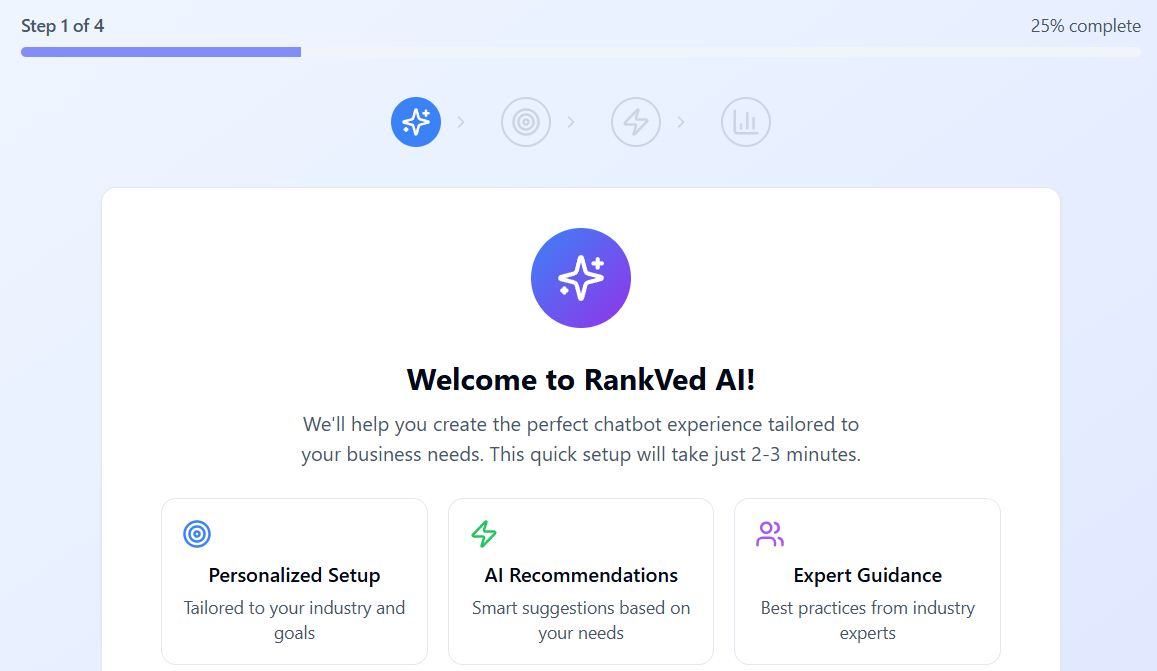 Step 1 of 4
25% complete
Welcome to RankVed AI!
We'll help you create the perfect chatbot experience tailored to
your business needs. This quick setup will take just 2-3 minutes.
Personalized Setup
Tailored to your industry and
goals
AI Recommendations
Smart suggestions based on
your needs
Expert Guidance
Best practices from industry
experts